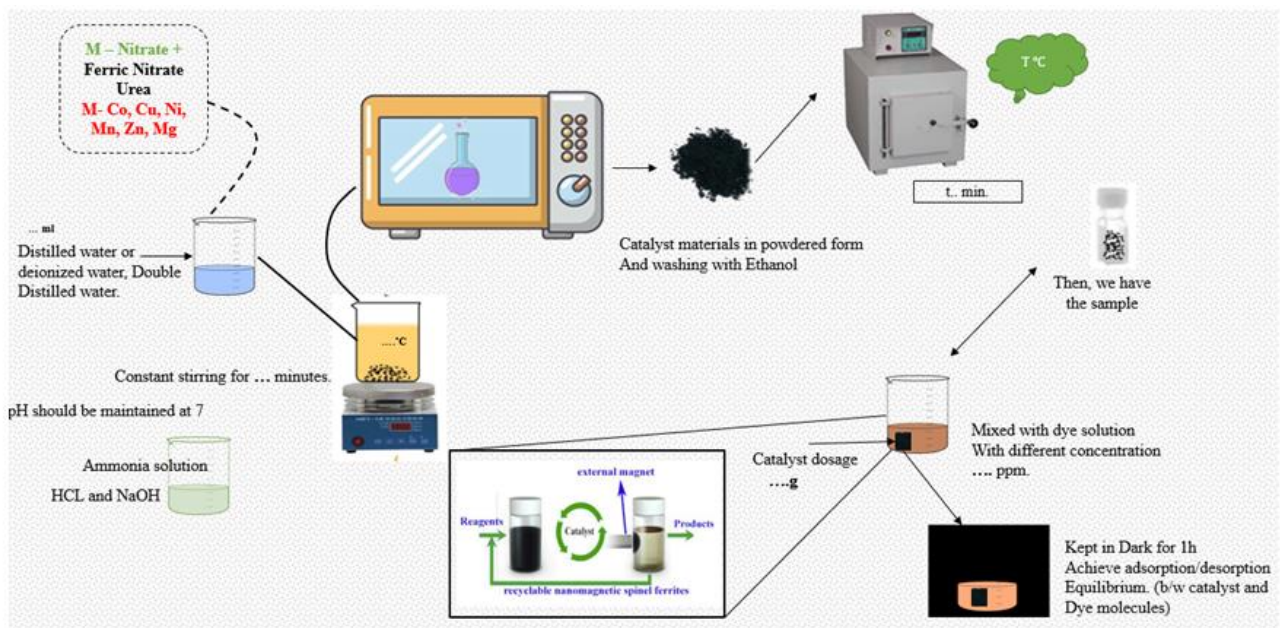 M – Nitrate +
Ferric Nitrate
Urea
M- Co, Cu, Ni,
Mn, Zn, Mg
T °C
t.. min.
Catalyst materials in powdered form
And washing with Ethanol
... ml
Distilled water or
deionized water, Double
Distilled water.
Then, we have
the sample
....°C
Constant stirring for ... minutes.
pH should be maintained at 7
Ammonia solution
HCL and NaOH
external magnet
Reagents
Catalyst
Products
recyclable nanomagnetic spinel ferrites
Catalyst dosage
....g
Mixed with dye solution
With different concentration
.... ppm.
Kept in Dark for 1h
Achieve adsorption/desorption
Equilibrium. (b/w catalyst and
Dye molecules)